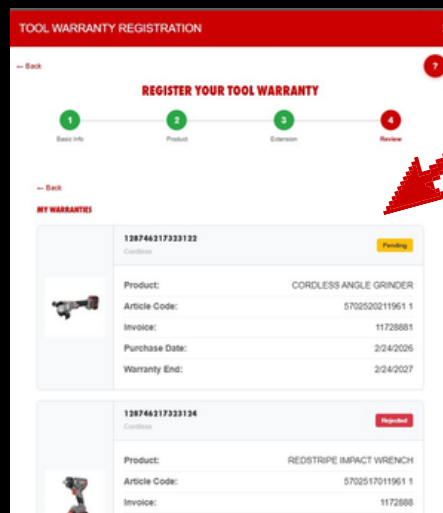 TOOL WARRANTY REGISTRATION
← Back
?
REGISTER YOUR TOOL WARRANTY
1 2 3 4
Basic Info Product Extension Review
← Back
MY WARRANTIES
128746217323122 Pending
Cordless
Product: CORDLESS ANGLE GRINDER
Article Code: 5702520211961 1
Invoice: 11728881
Purchase Date: 2/24/2026
Warranty End: 2/24/2027
128746217323124 Rejected
Cordless
Product: REDSTRIPE IMPACT WRENCH
Article Code: 5702517011961 1
Invoice: 1172888